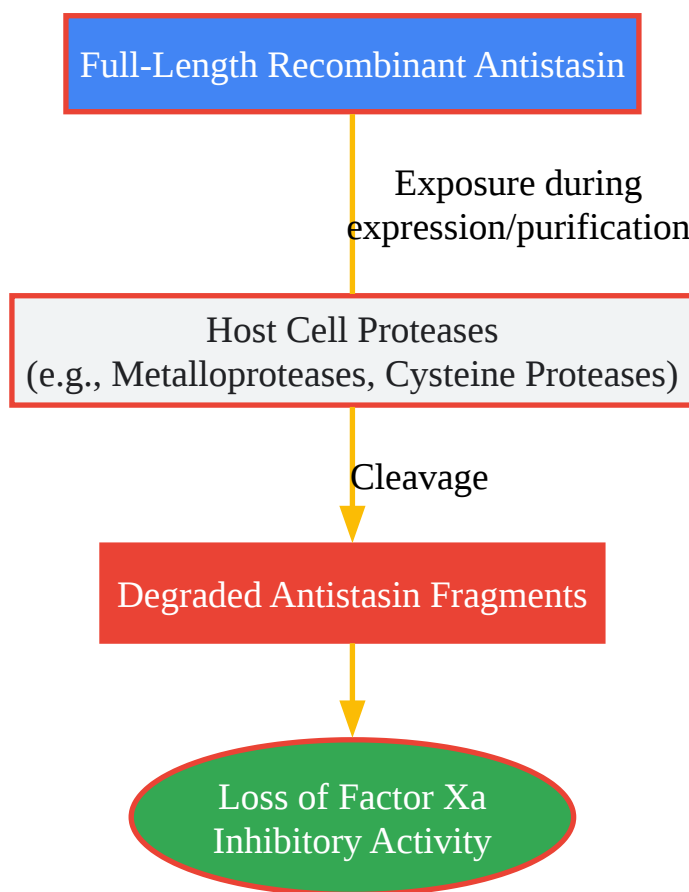 Full-Length Recombinant Antistasin
Exposure during
expression/purification
Host Cell Proteases
(e.g., Metalloproteases, Cysteine Proteases)
Cleavage
Degraded Antistasin Fragments
Loss of Factor Xa
Inhibitory Activity